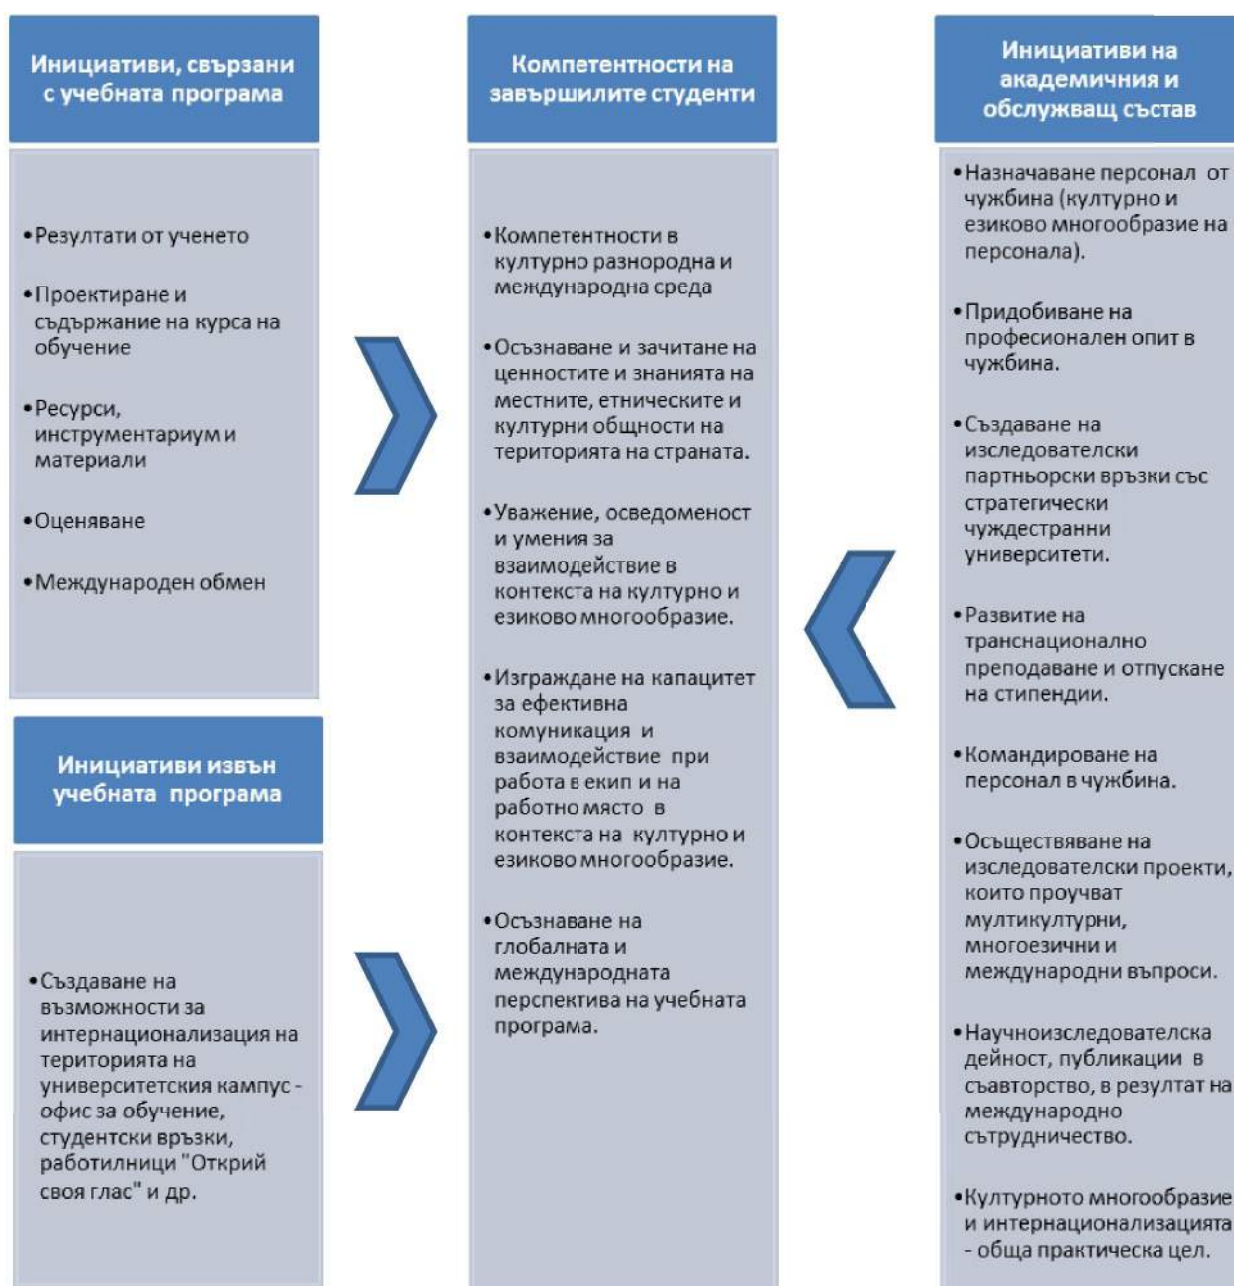 Инициативи, свързани
с учебната програма
•Резултати от ученето
•Проектиране и
съдържание на курса на
обучение
•Ресурси,
инструментариум и
материали
•Оценяване
•Международен обмен
Инициативи извън
учебната програма
•Създаване на
възможности за
интернационализация на
територията на
университетския кампус -
офис за обучение,
студентски връзки,
работилници "Открий
своя глас" и др.
Компетентности на
завършилите студенти
•Компетентности в
културно разнородна и
международна среда
•Осъзнаване и зачитане на
ценностите и знанията на
местните, етническите и
културни общности на
територията на страната.
•Уважение, осведоменост
и умения за
взаимодействие в
контекста на културно и
езиково многообразие.
•Изграждане на капацитет
за ефективна
комуникация и
взаимодействие при
работа в екип и на
работно място в
контекста на културно и
езиково многообразие.
•Осъзнаване на
глобалната и
международната
перспектива на учебната
програма.
Инициативи на
академичния и
обслужващ състав
•Назначаване персонал от
чужбина (културно и
езиково многообразие на
персонала).
•Придобиване на
професионален опит в
чужбина.
•Създаване на
изследователски
партньорски връзки със
стратегически
чуждестранни
университети.
•Развитие на
транснационално
преподаване и отпускане
на стипендии.
•Командироване на
персонал в чужбина.
•Осъществяване на
изследователски проекти,
които проучват
мултикултурни,
многоезични и
международни въпроси.
•Научноизследователска
дейност, публикации в
съавторство, в резултат на
международно
сътрудничество.
•Културното многообразие
и интернационализацията
- обща практическа цел.